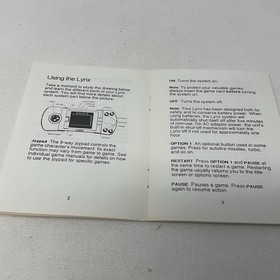 Using the Lynx
Take a moment to study the drawing below
and learn the different parts of your Lynx
system. You will find more details about
each system part below the picture.
Joypad The 8-way joypad controls the
game character's movement. Its exact
function may vary from game to game. See
individual game manuals for details on how
to use the joypad for specific games.
2
ON Turns the system on.
Note: To protect your valuable games,
always insert the game card before turning
the system on.
OFF Turns the system off.
Note: Your Lynx has been designed both for
safety and to conserve battery power. When
using batteries, the Lynx system will
automatically shut itself off after five minutes
of nonuse. On AC adaptor power, the unit's
built-in shut-off mechanism will turn the
Lynx off if not used for approximately one
hour.
OPTION 1 An optional button used in some
games. Press for autofire missiles, turbo,
and so on.
RESTART Press OPTION 1 and PAUSE at the
same time to restart a game. Restarting
the game usually returns you to the title
screen or options screen.
PAUSE Pauses a game. Press PAUSE
again to resume action.
3